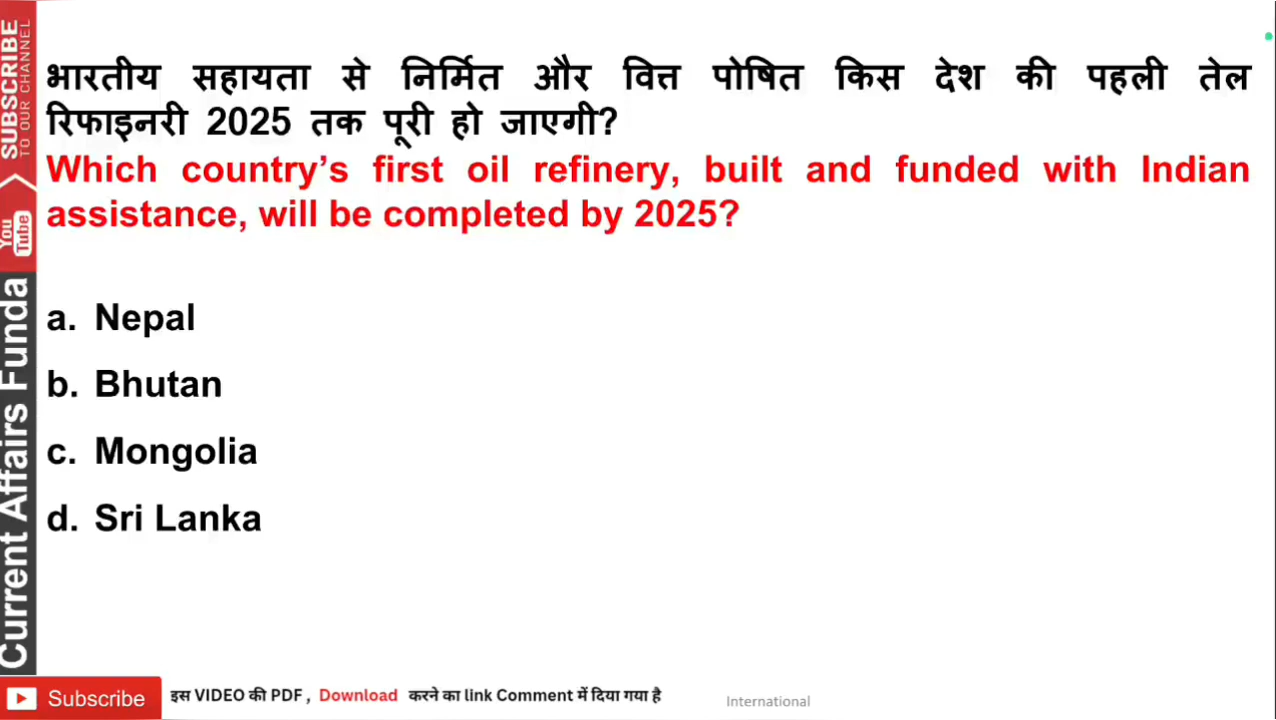 भारतीय सहायता से निर्मित और वित्त पोषित किस देश की पहली तेल
रिफाइनरी 2025 तक पूरी हो जाएगी?
Which country’s first oil refinery, built and funded with Indian
assistance, will be completed by 2025?
a. Nepal
b. Bhutan
c. Mongolia
d. Sri Lanka
SUBSCRIBE
TO OUR CHANNEL
You
Tube
Current Affairs Funda
Subscribe
इस VIDEO की PDF , Download करने का link Comment में दिया गया है
International